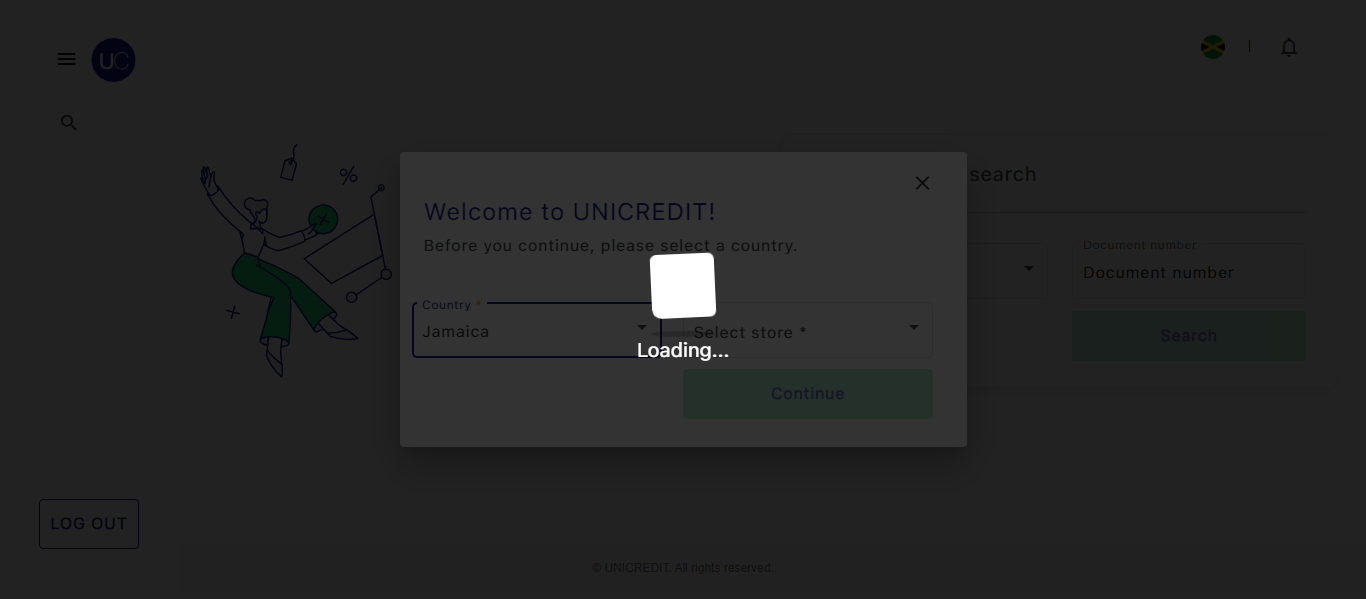 UC
search
Welcome to UNICREDIT!
Before you continue, please select a country.
Document number
Document number
Country *
Jamaica
Select store *
Search
Loading...
Continue
LOG OUT
© UNICREDIT. All rights reserved.